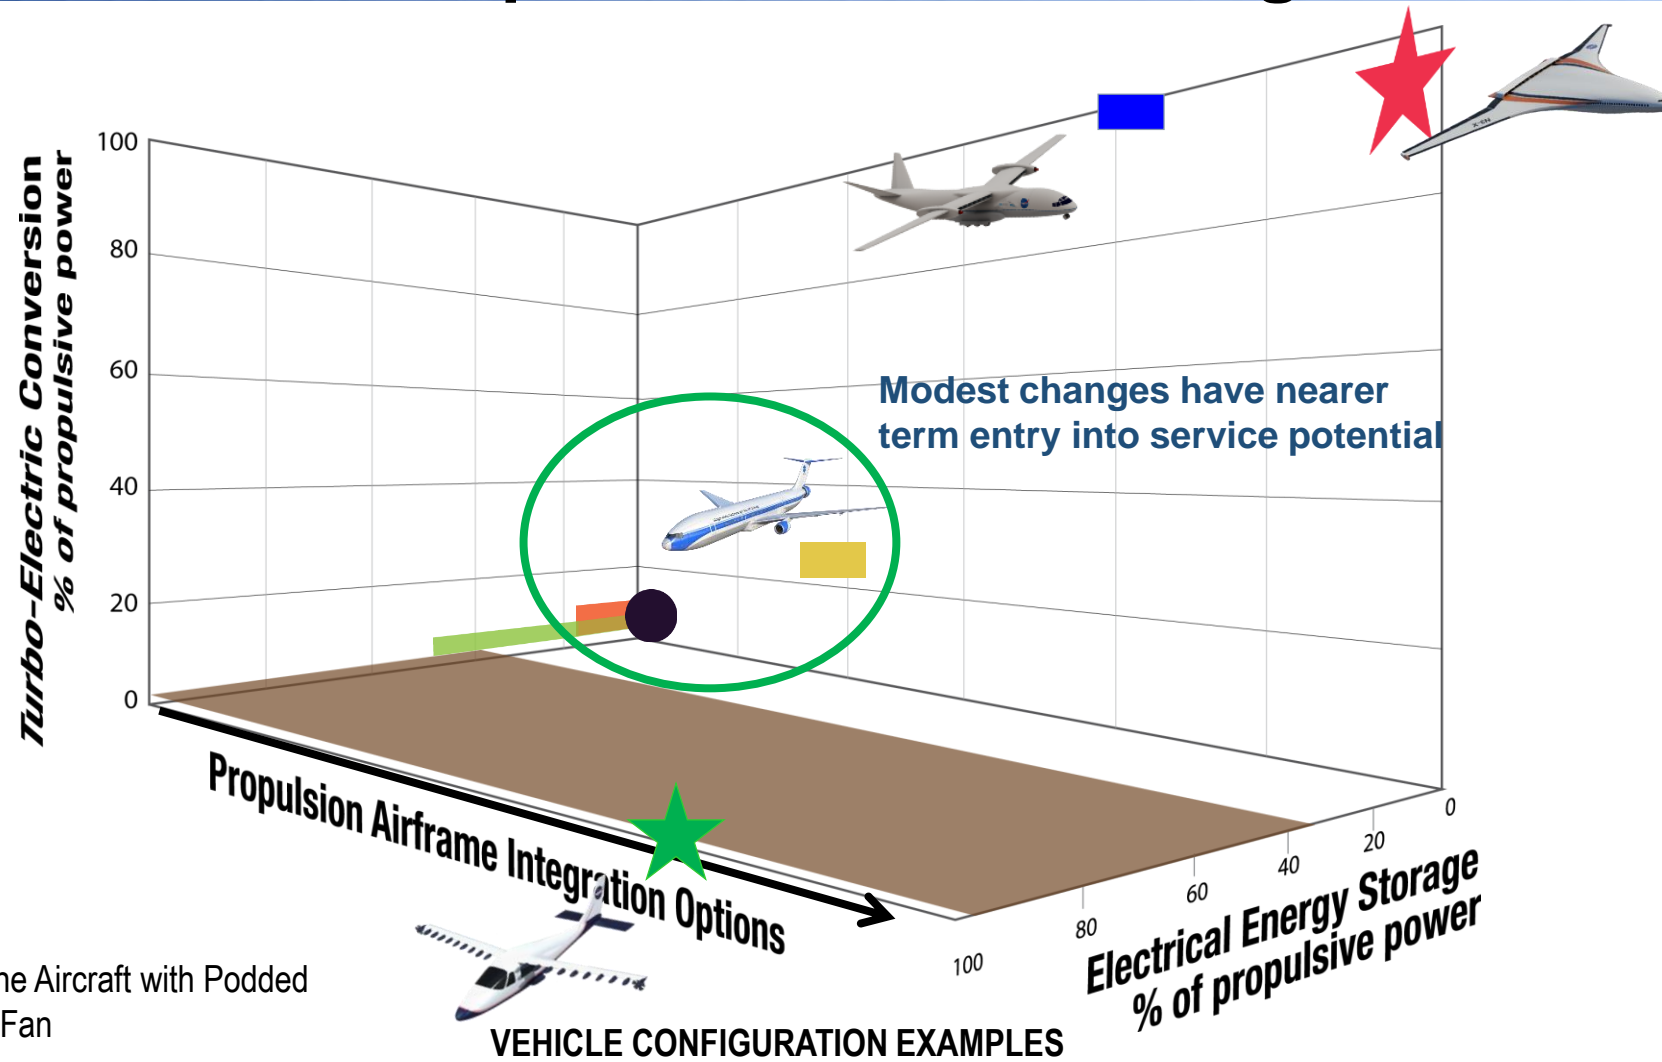 Turbo-Electric Conversion
% of propulsive power
100
80
60
40
20
0
Modest changes have nearer
term entry into service potential
Propulsion Airframe Integration Options
0
20
40
60
80
100
Electrical Energy Storage
% of propulsive power
Aircraft with Podded
Fan
VEHICLE CONFIGURATION EXAMPLES